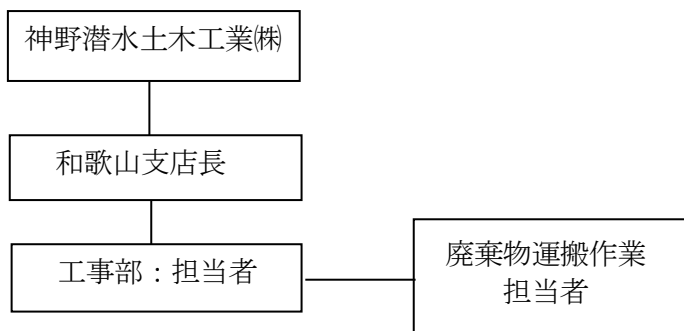 神野潜水土木工業㈱
和歌山支店長
工事部：担当者
廃棄物運搬作業
担当者